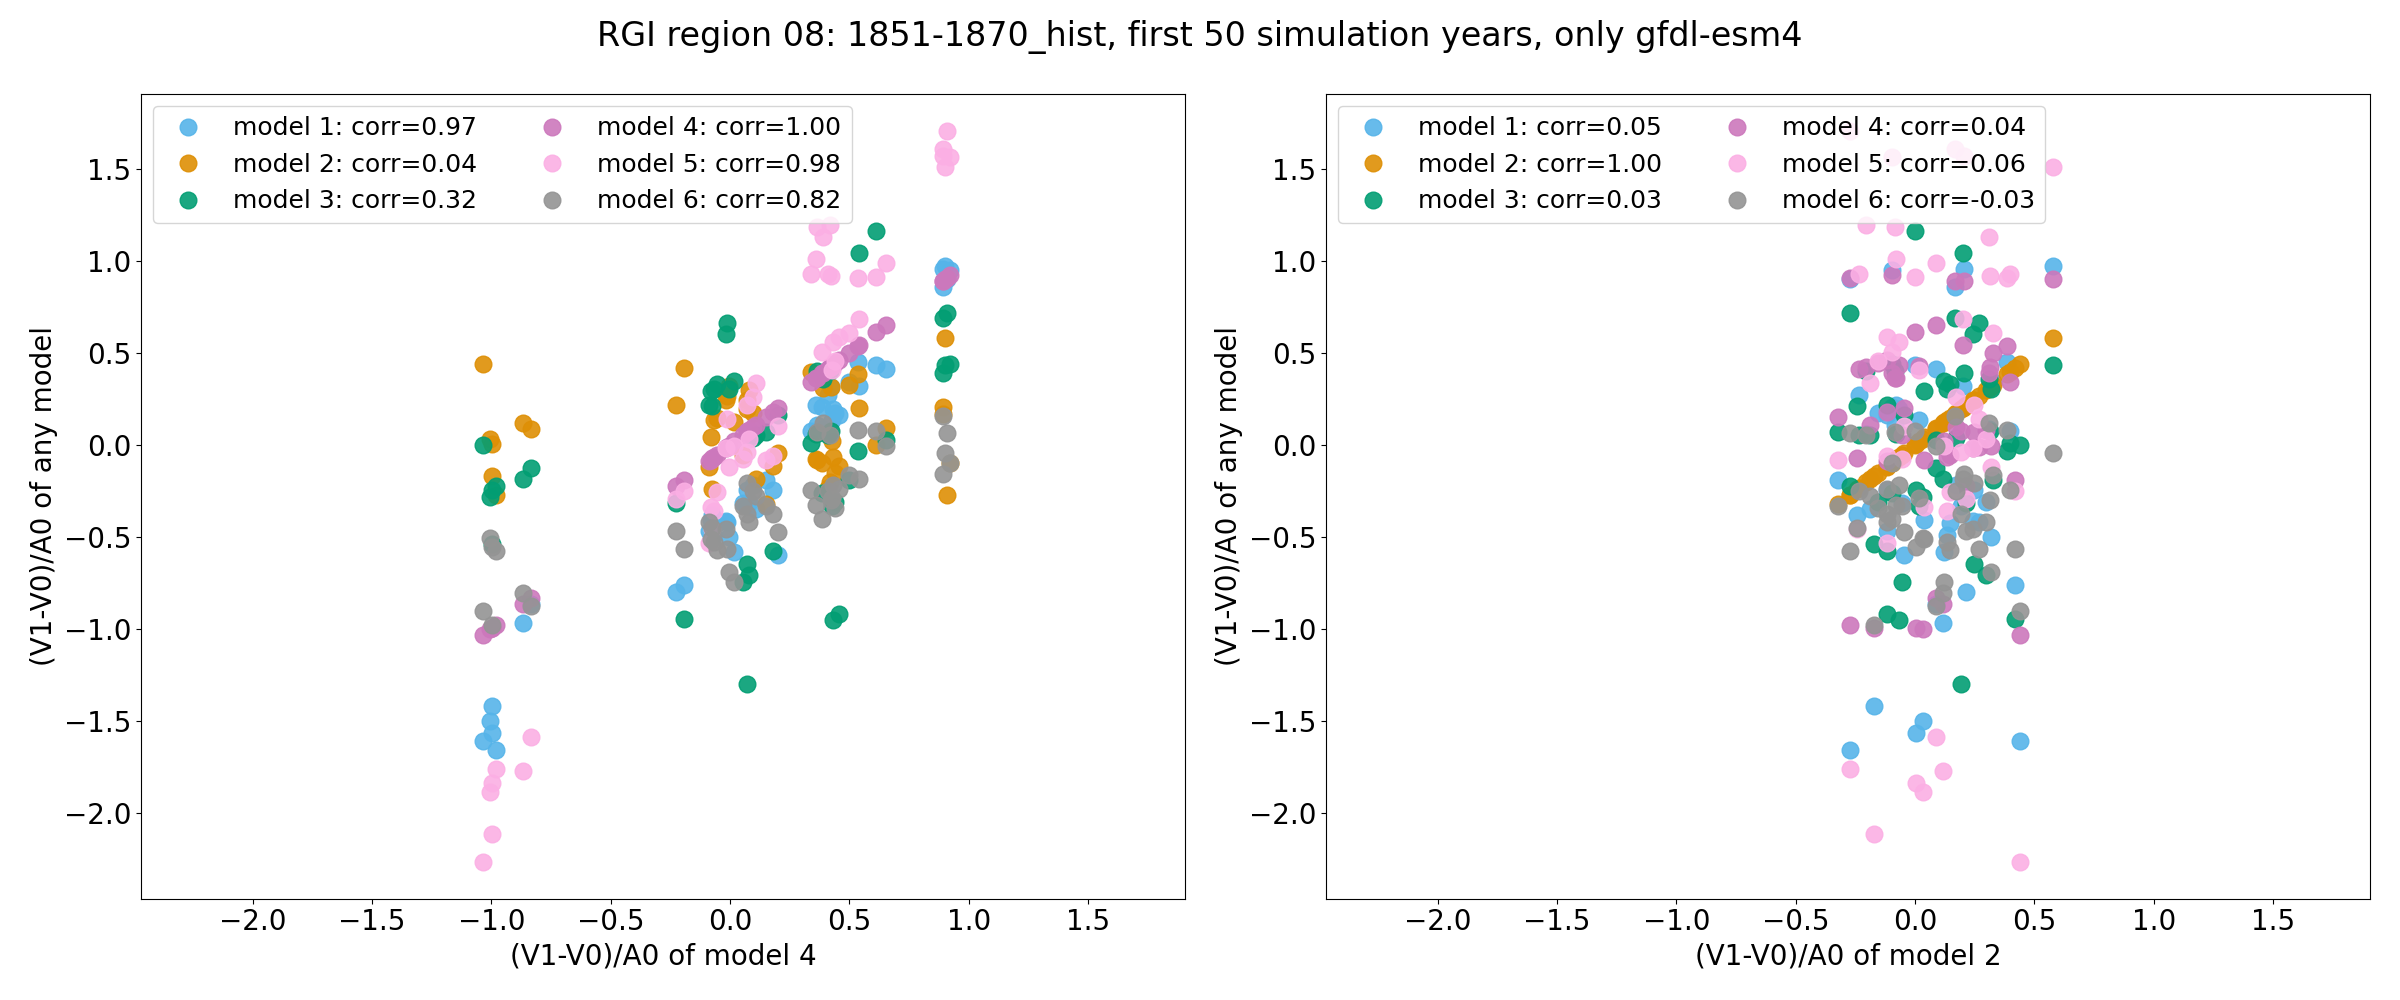 RGI region 08: 1851-1870_hist, first 50 simulation years, only gfdl-esm4
model 1: corr=0.97
model 2: corr=0.04
model 3: corr=0.32
model 4: corr=1.00
model 5: corr=0.98
model 6: corr=0.82
(V1-V0)/A0 of any model
1.5
1.0
0.5
0.0
−0.5
−1.0
−1.5
−2.0
−2.0 −1.5 −1.0 −0.5 0.0 0.5 1.0 1.5
(V1-V0)/A0 of model 4
model 1: corr=0.05
model 2: corr=1.00
model 3: corr=0.03
model 4: corr=0.04
model 5: corr=0.06
model 6: corr=-0.03
(V1-V0)/A0 of any model
1.5
1.0
0.5
0.0
−0.5
−1.0
−1.5
−2.0
−2.0 −1.5 −1.0 −0.5 0.0 0.5 1.0 1.5
(V1-V0)/A0 of model 2